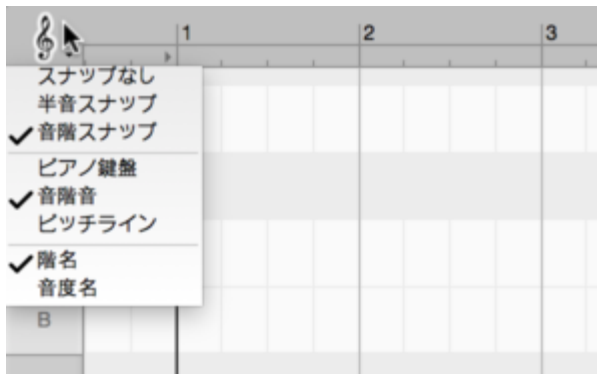 1 2 3
スナップなし
半音スナップ
音階スナップ
ピアノ鍵盤
音階音
ピッチライン
階名
音度名
B